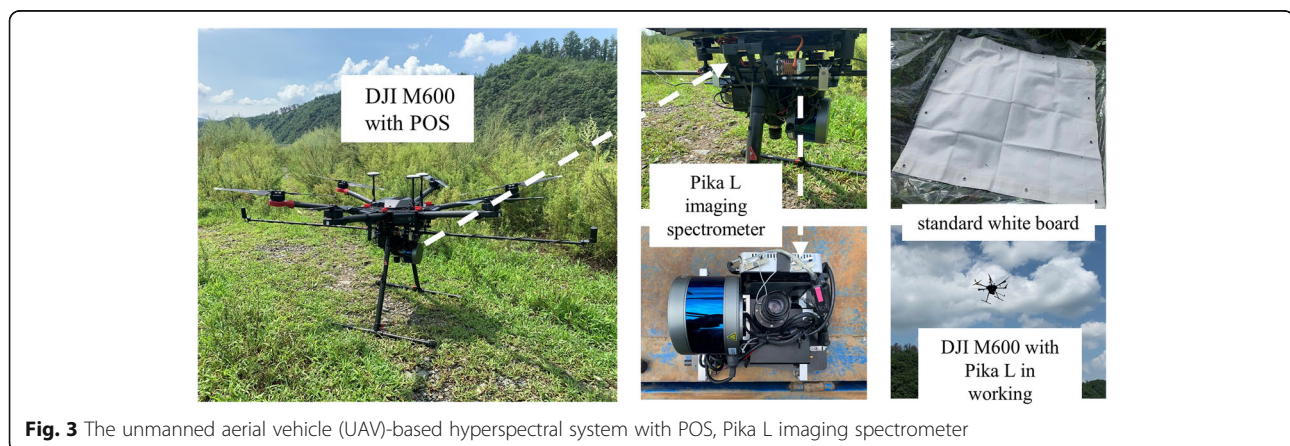 DJI M600
with POS
Pika L
imaging
spectrometer
standard white board
DJI M600 with
Pika L in
working
Fig. 3 The unmanned aerial vehicle (UAV)-based hyperspectral system with POS, Pika L imaging spectrometer